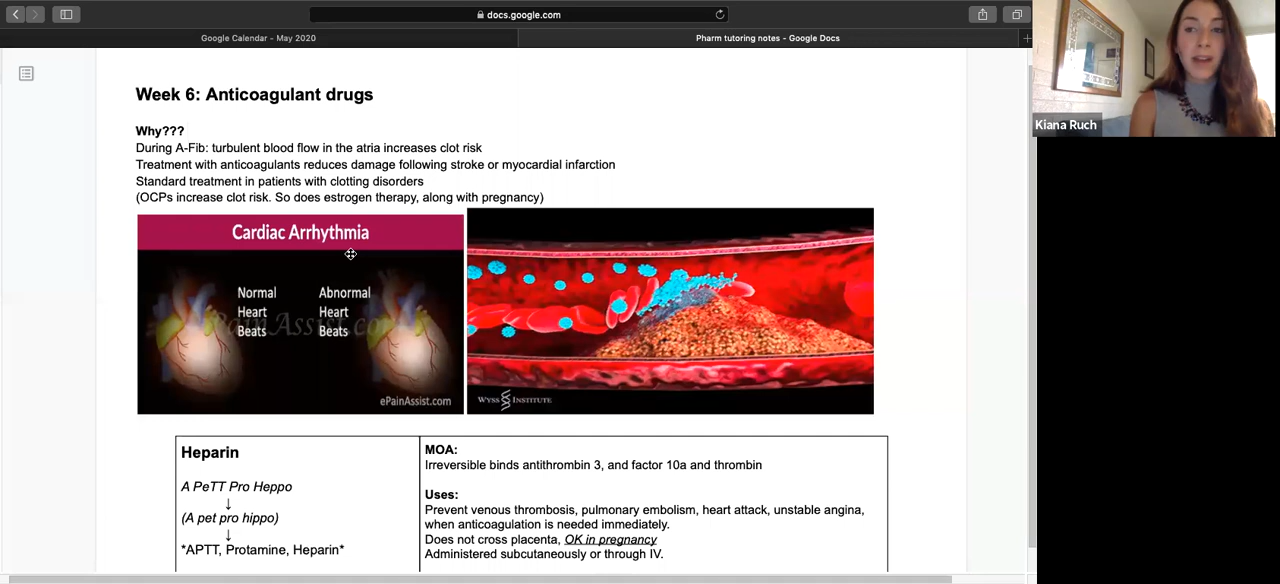 docs.google.com
Google Calendar - May 2020
Pharm tutoring notes - Google Docs
Kiana Ruch
Week 6: Anticoagulant drugs
Why???
During A-Fib: turbulent blood flow in the atria increases clot risk
Treatment with anticoagulants reduces damage following stroke or myocardial infarction
Standard treatment in patients with clotting disorders
(OCPs increase clot risk. So does estrogen therapy, along with pregnancy)
Cardiac Arrhythmia
Normal
Heart
Beats
Abnormal
Heart
Beats
ePainAssist.com
ePainAssist.com
WYSS INSTITUTE
Heparin
A PeTT Pro Heppo
↓
(A pet pro hippo)
↓
*APTT, Protamine, Heparin*
MOA:
Irreversible binds antithrombin 3, and factor 10a and thrombin
Uses:
Prevent venous thrombosis, pulmonary embolism, heart attack, unstable angina,
when anticoagulation is needed immediately.
Does not cross placenta, OK in pregnancy
Administered subcutaneously or through IV.